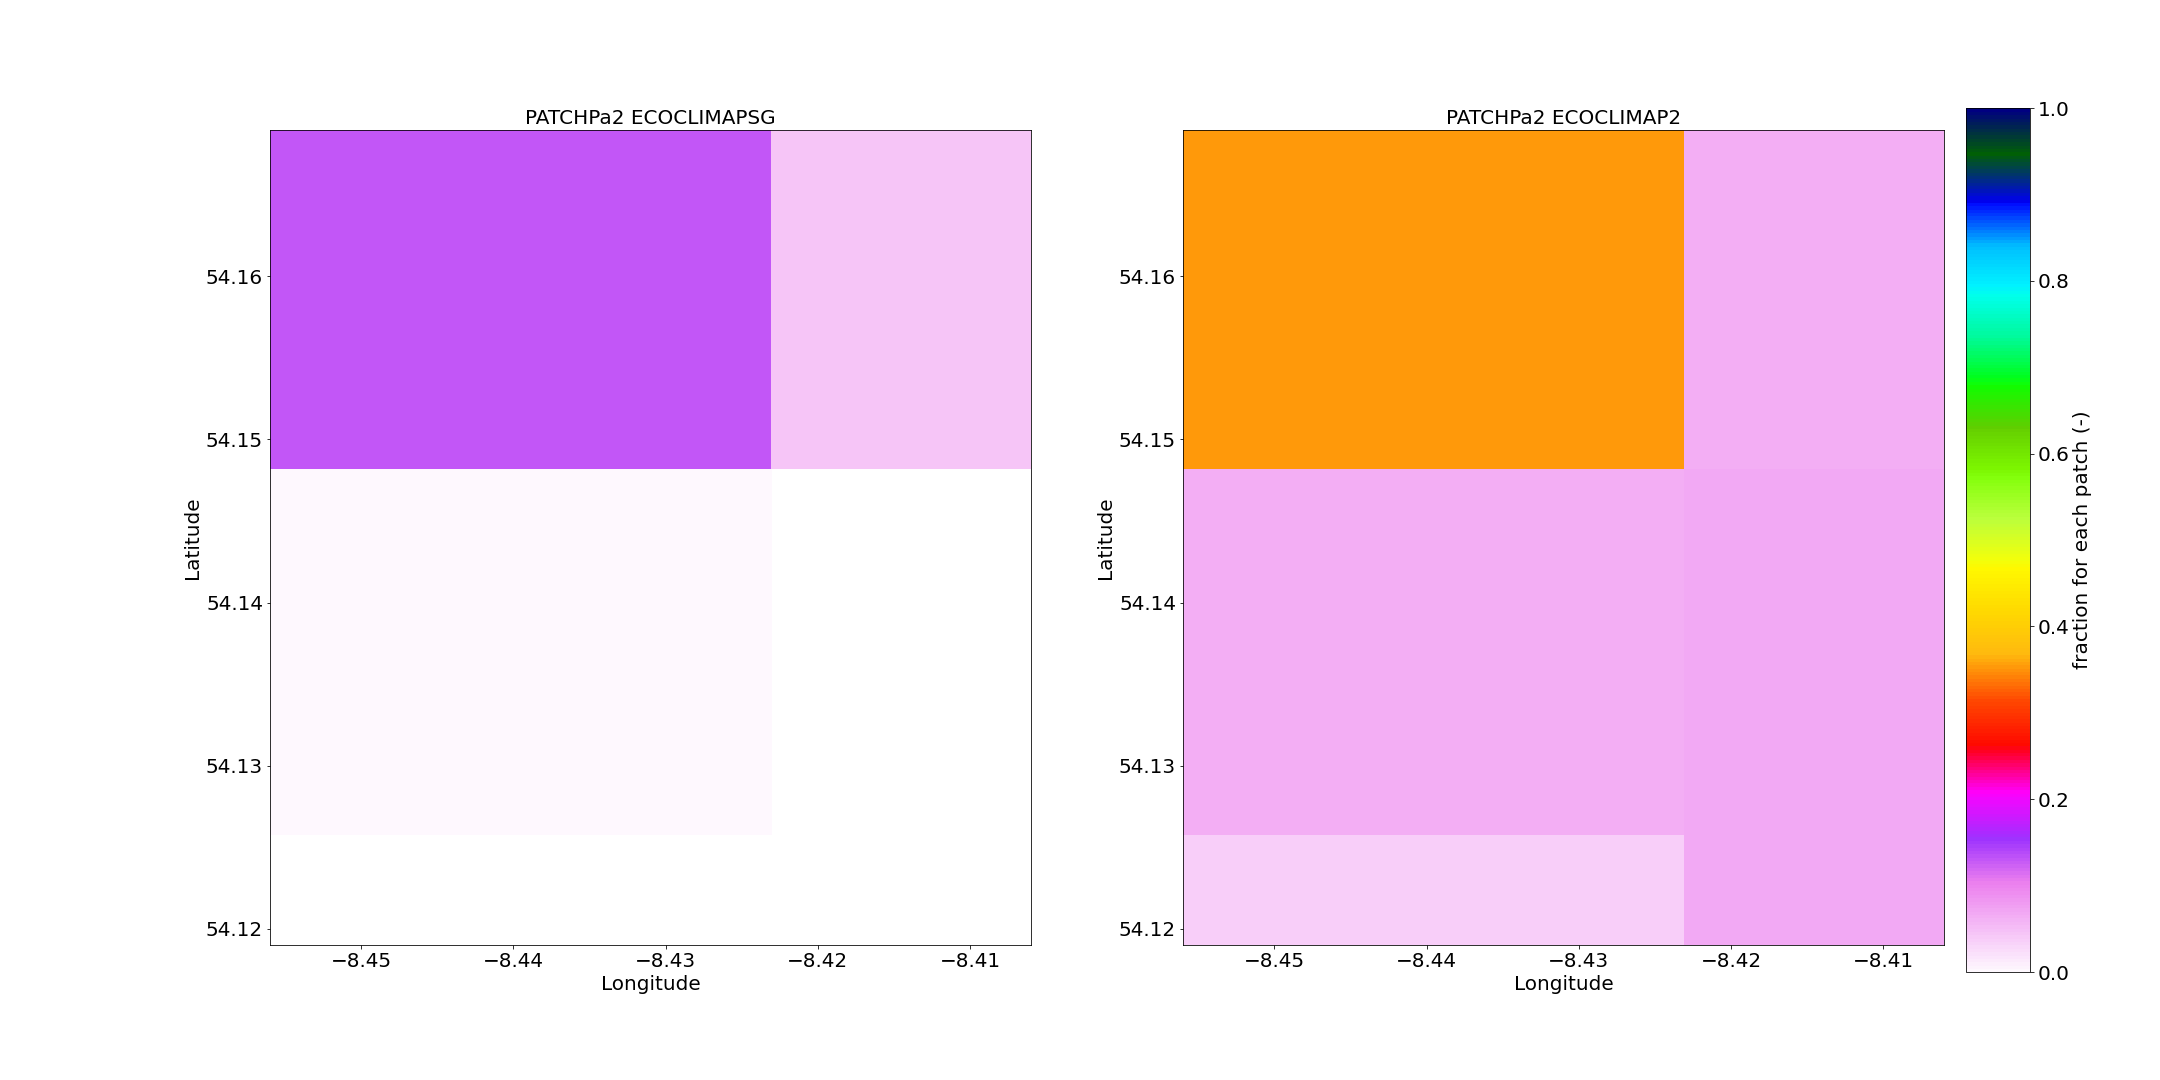 PATCHPa2 ECOCLIMAPSG
54.16
54.15
54.14
54.13
54.12
Latitude
−8.45 −8.44 −8.43 −8.42 −8.41
Longitude
PATCHPa2 ECOCLIMAP2
54.16
54.15
54.14
54.13
54.12
Latitude
−8.45 −8.44 −8.43 −8.42 −8.41
Longitude
1.0
0.8
0.6
0.4
0.2
0.0
fraction for each patch (-)